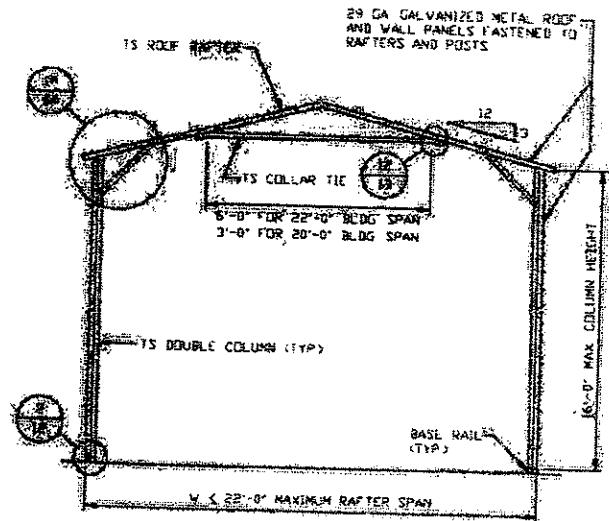 29 GA GALVANIZED METAL ROOF
AND WALL PANELS FASTENED TO
RAFTERS AND POSTS
TS ROOF RAFTER
12
3
TS COLLAR TIE
6'-0" FOR 22'-0" BLDG SPAN
3'-0" FOR 20'-0" BLDG SPAN
TS DOUBLE COLUMN (TYP)
MAX COLUMN HEIGHT
BASE RAIL
(TYP)
W < 22'-0" MAXIMUM RAFTER SPAN